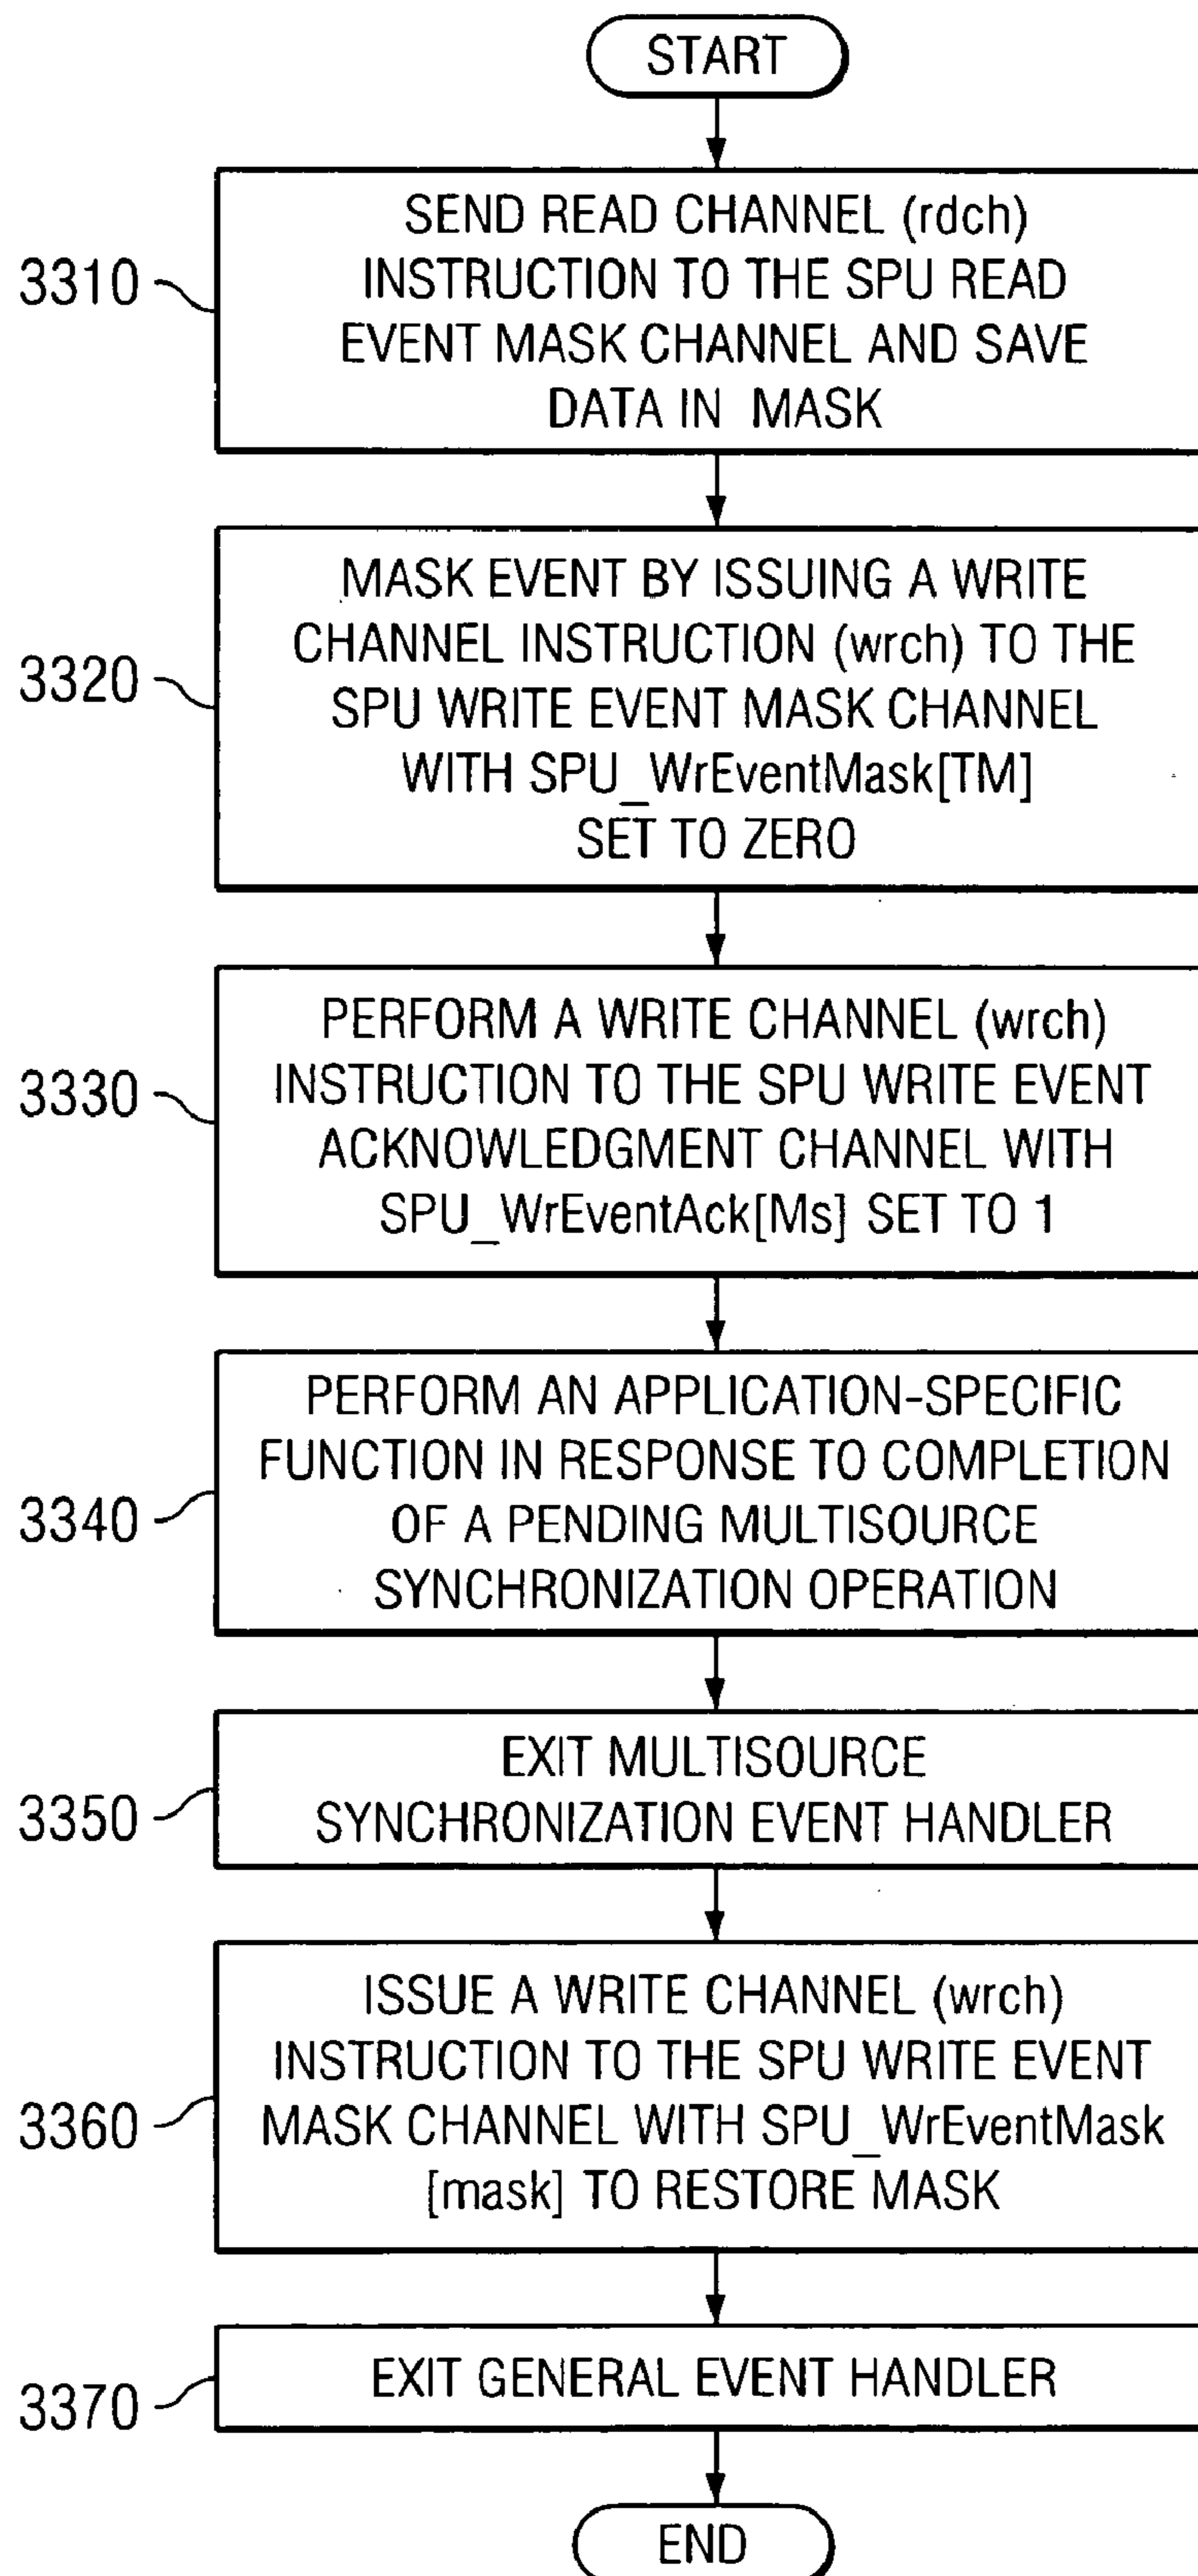 START
3310
SEND READ CHANNEL (rdch)
INSTRUCTION TO THE SPU READ
EVENT MASK CHANNEL AND SAVE
DATA IN MASK
3320
MASK EVENT BY ISSUING A WRITE
CHANNEL INSTRUCTION (wrch) TO THE
SPU WRITE EVENT MASK CHANNEL
WITH SPU_WrEventMask[TM]
SET TO ZERO
3330
PERFORM A WRITE CHANNEL (wrch)
INSTRUCTION TO THE SPU WRITE EVENT
ACKNOWLEDGMENT CHANNEL WITH
SPU_WrEventAck[Ms] SET TO 1
3340
PERFORM AN APPLICATION-SPECIFIC
FUNCTION IN RESPONSE TO COMPLETION
OF A PENDING MULTISOURCE
SYNCHRONIZATION OPERATION
3350
EXIT MULTISOURCE
SYNCHRONIZATION EVENT HANDLER
3360
ISSUE A WRITE CHANNEL (wrch)
INSTRUCTION TO THE SPU WRITE EVENT
MASK CHANNEL WITH SPU_WrEventMask
[mask] TO RESTORE MASK
3370
EXIT GENERAL EVENT HANDLER
END